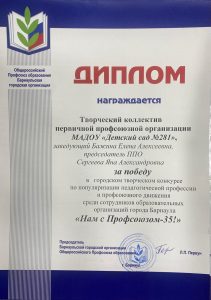 Общероссийский
Профсоюз образования
Барнаульская
городская организация
ДИПЛОМ
награждается
Творческий коллектив
первичной профсоюзной организации
МАДОУ «Детский сад №281»,
заведующий Бажина Елена Алексеевна,
председатель ППО
Сергеева Яна Александровна
за победу
в городском творческом конкурсе
по популяризации педагогической профессии
и профсоюзного движения
среди сотрудников образовательных
организаций города Барнаула
«Нам с Профсоюзом-35!»
Председатель
Барнаульской городской организации
Общероссийского Профсоюза образования